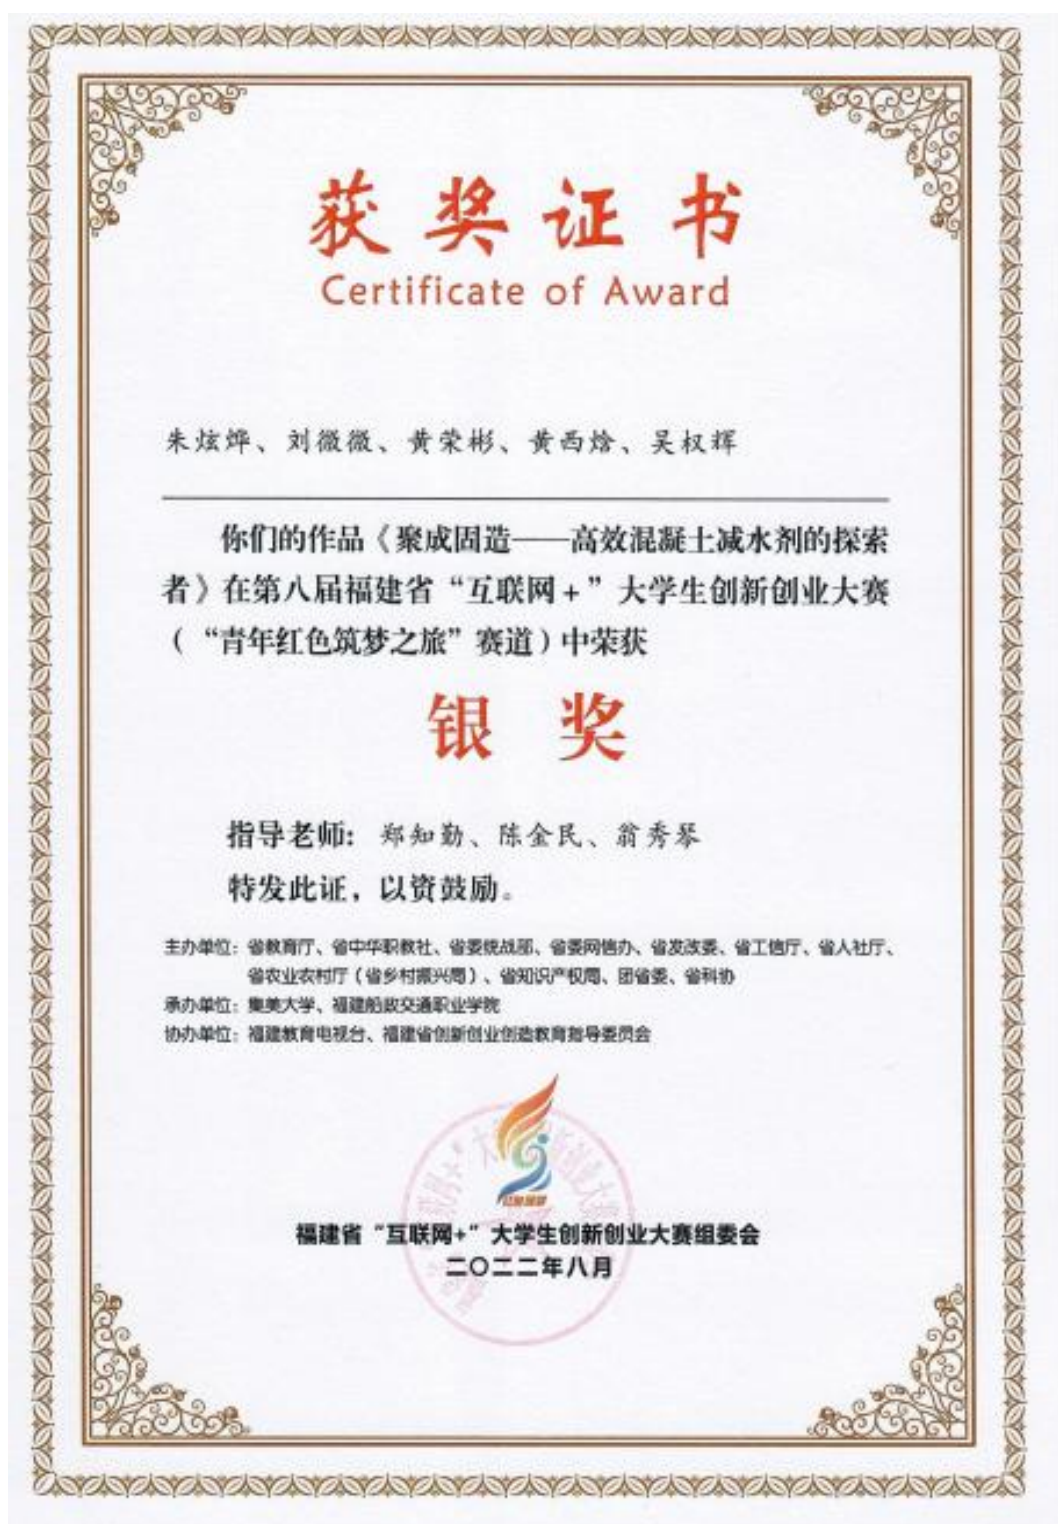 获奖证书
Certificate of Award
朱炫烨、刘微微、黄荣彬、黄西焓、吴权辉
你们的作品《聚成固造——高效混凝土减水剂的探索
者》在第八届福建省“互联网+”大学生创新创业大赛
（“青年红色筑梦之旅”赛道）中荣获
银奖
指导老师：郑知勤、陈金民、翁秀琴
特发此证，以资鼓励。
主办单位：省教育厅、省中华职教社、省委统战部、省委网信办、省发改委、省工信厅、省人社厅、
省农业农村厅（省乡村振兴局）、省知识产权局、团省委、省科协
承办单位：集美大学、福建船政交通职业学院
协办单位：福建教育电视台、福建省创新创业创造教育指导委员会
福建省“互联网+”大学生创新创业大赛组委会
二〇二二年八月